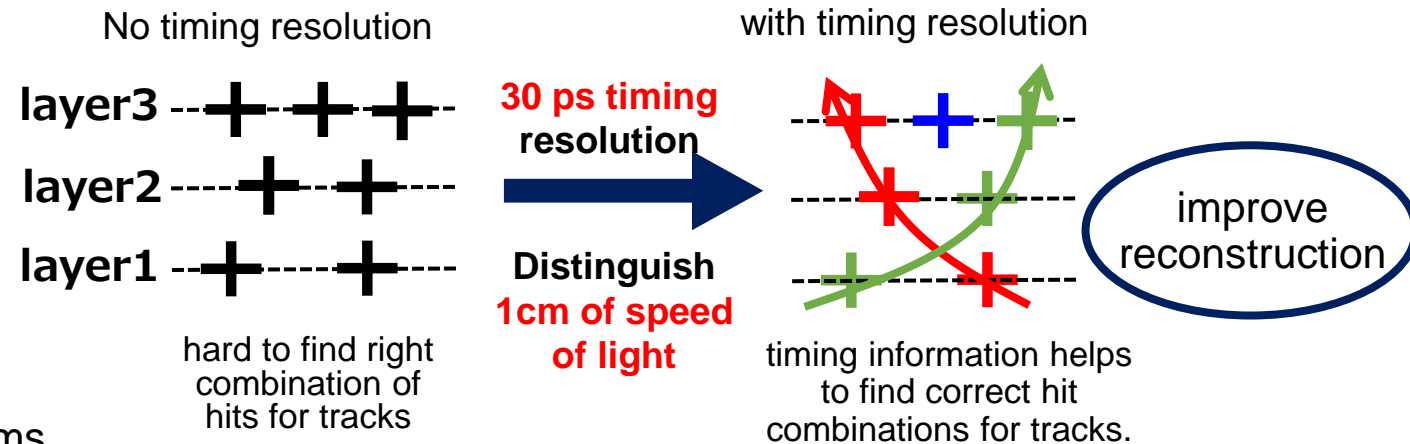 No timing resolution
layer3
layer2
layer1
hard to find right
combination of
hits for tracks
30 ps timing
resolution
Distinguish
1cm of speed
of light
with timing resolution
timing information helps
to find correct hit
combinations for tracks.
improve
reconstruction